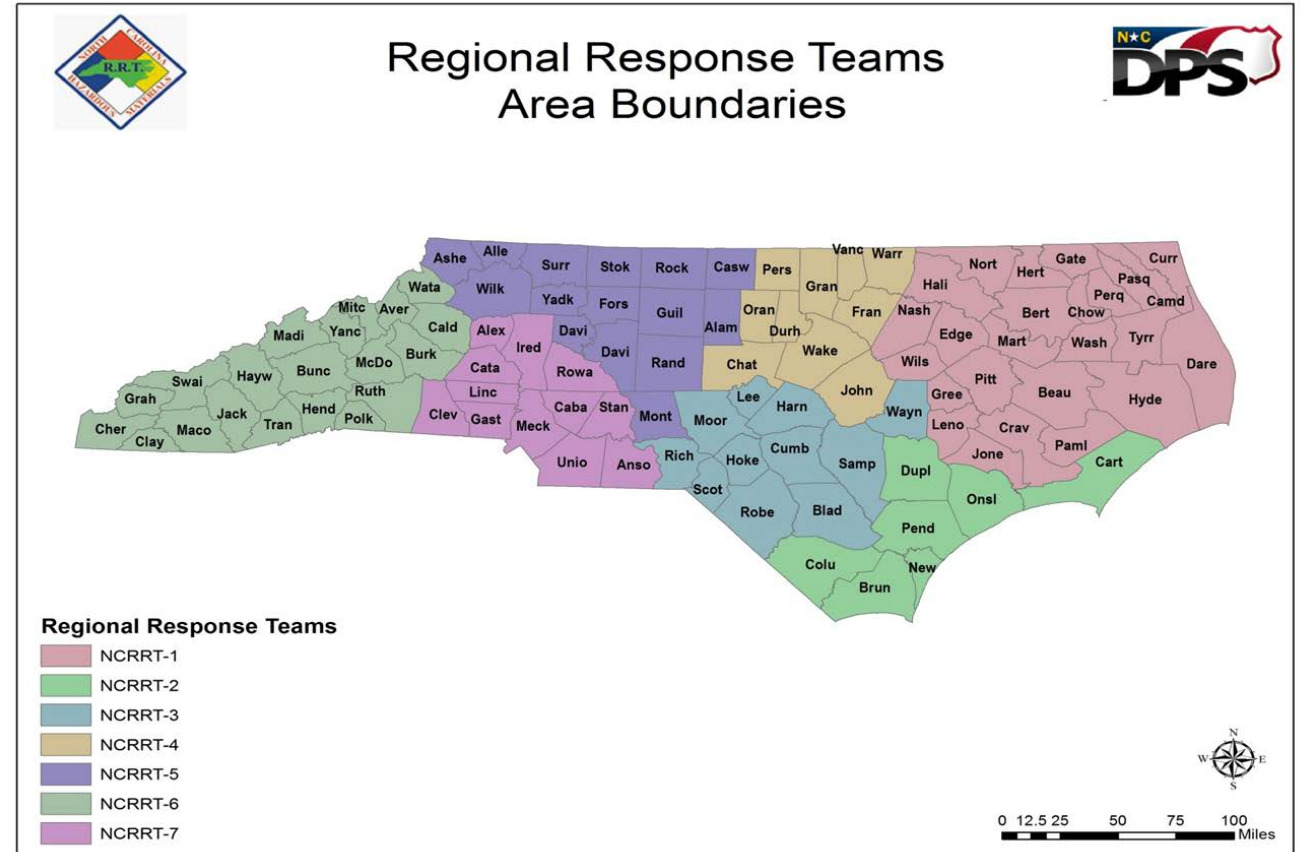 Regional Response Teams
Area Boundaries
NORTH CAROLINA
R.R.T.
HAZARDOUS MATERIALS
N★C
DPS
Ashe Alle Surr Stok Rock Casw Pers Vanc Warr Gran
Nort Gate Curr Hert Pasq Hali Perq Camd
Wata Wilk Yadk Fors Guil Alam Oran Durh Fran Nash Bert Chow
Mitc Aver Cald Alex Davi Davi Rand Chat Wake Edge Mart Wash Tyrr Dare
Madi Yanc McDo Burk Ired Cata Rowa Wils
Swai Hayw Bunc Ruth Linc Lee John Pitt Beau Hyde
Grah Jack Hend Polk Clev Gast Meck Caba Stan Mont Moor Harn Wayn Gree Leno Crav
Cher Clay Maco Tran Unio Anso Rich Hoke Cumb Samp Dupl Jone Paml Cart
Scot Robe Blad Pend Onsl
Colu Brun New
Regional Response Teams
NCRRT-1
NCRRT-2
NCRRT-3
NCRRT-4
NCRRT-5
NCRRT-6
NCRRT-7
N
W E
S
0 12.5 25 50 75 100
Miles